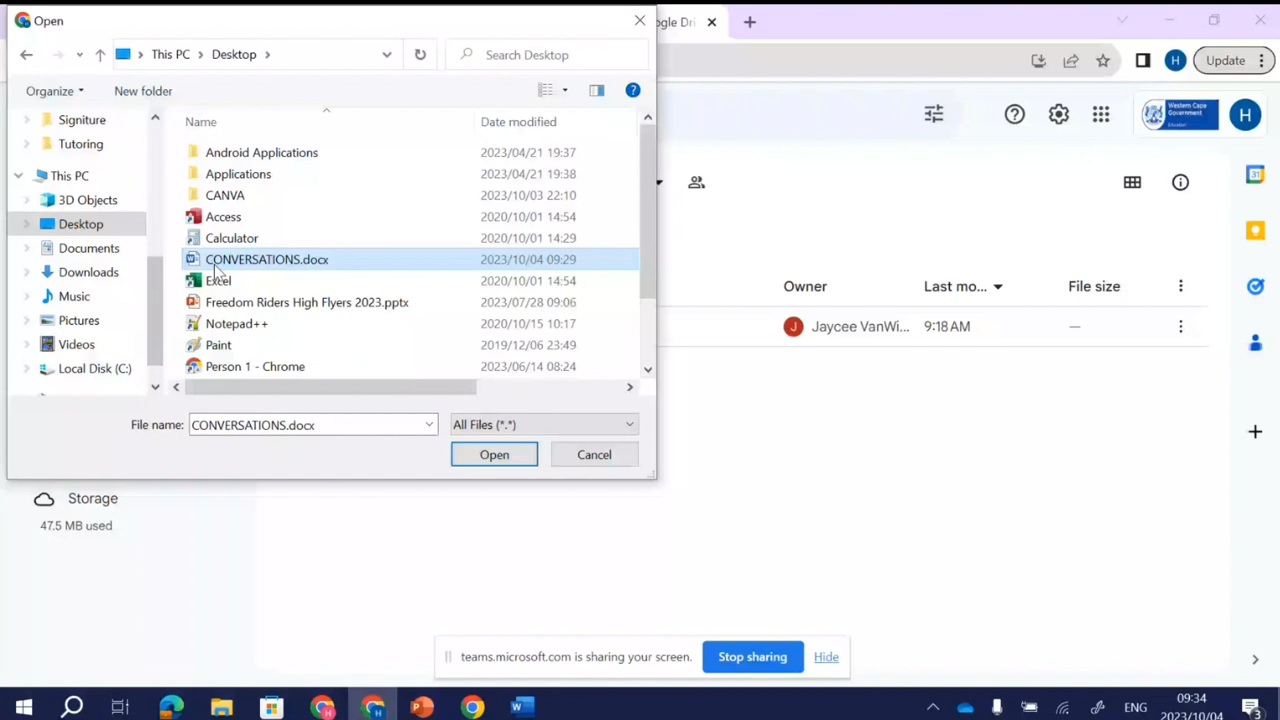 Open
gle Dri
This PC
Desktop
Search Desktop
Update
H
Organize
New folder
Western Cape
Government
Education
H
Name
Date modified
Signiture
Tutoring
This PC
3D Objects
Desktop
Documents
Downloads
Music
Pictures
Videos
Local Disk (C:)
Android Applications 2023/04/21 19:37
Applications 2023/04/21 19:38
CANVA 2023/10/03 22:10
Access 2020/10/01 14:54
Calculator 2020/10/01 14:29
CONVERSATIONS.docx 2023/10/04 09:29
Excel 2020/10/01 14:54
Freedom Riders High Flyers 2023.pptx 2023/07/28 09:06
Notepad++ 2020/10/15 10:17
Paint 2019/12/06 23:49
Person 1 - Chrome 2023/06/14 08:24
File name: CONVERSATIONS.docx All Files (*.*)
Open Cancel
Owner Last mo... File size
J Jaycee VanWi... 9:18 AM —
31
Storage
47.5 MB used
teams.microsoft.com is sharing your screen. Stop sharing Hide
ENG
09:34
2023/10/04
3